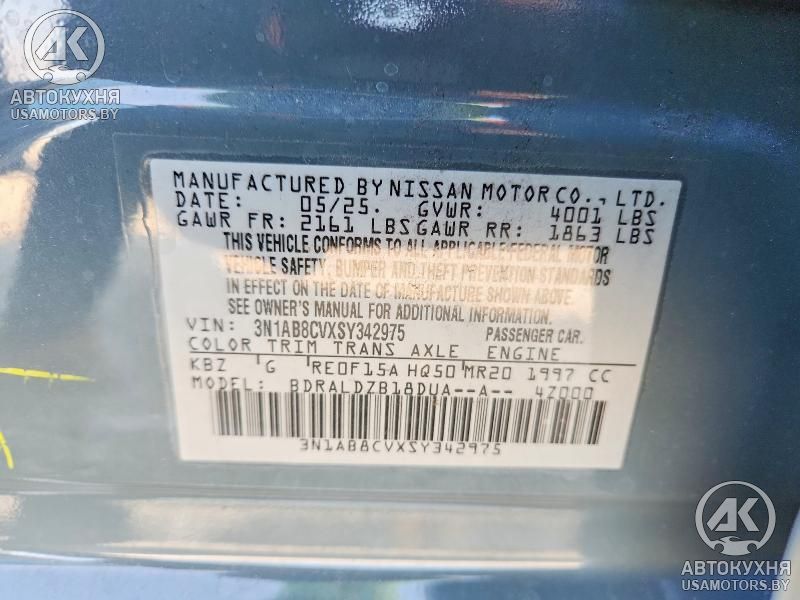 AK
АВТОКУХНЯ
USAMOTORS.BY
MANUFACTURED BY NISSAN MOTOR CO., LTD.
DATE: 05/25. GVWR: 4001 LBS
GAWR FR: 2161 LBS GAWR RR: 1863 LBS
THIS VEHICLE CONFORMS TO ALL APPLICABLE FEDERAL MOTOR
VEHICLE SAFETY, BUMPER AND THEFT PREVENTION STANDARDS
IN EFFECT ON THE DATE OF MANUFACTURE SHOWN ABOVE.
SEE OWNER'S MANUAL FOR ADDITIONAL INFORMATION.
VIN: 3N1AB8CVXSY342975 PASSENGER CAR.
COLOR TRIM TRANS AXLE ENGINE
KBZ G RE0F15A HQ50 MR20 1997 CC
MODEL: BDRALDZB18DUA--A-- 4Z000
3N1AB8CVXSY342975
AK
АВТОКУХНЯ
USAMOTORS.BY